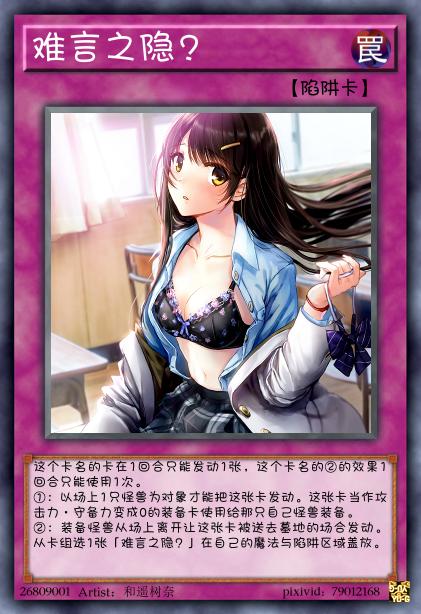 难言之隐？
罠
【陷阱卡】
这个卡名的卡在1回合只能发动1张，这个卡名的②的效果1
回合只能使用1次。
①：以场上1只怪兽为对象才能把这张卡发动。这张卡当作攻
击力·守备力变成0的装备卡使用给那只自己怪兽装备。
②：装备怪兽从场上离开让这张卡被送去墓地的场合发动。
从卡组选1张「难言之隐？」在自己的魔法与陷阱区域盖放。
26809001 Artist：和遥树奈 pixivid：79012168